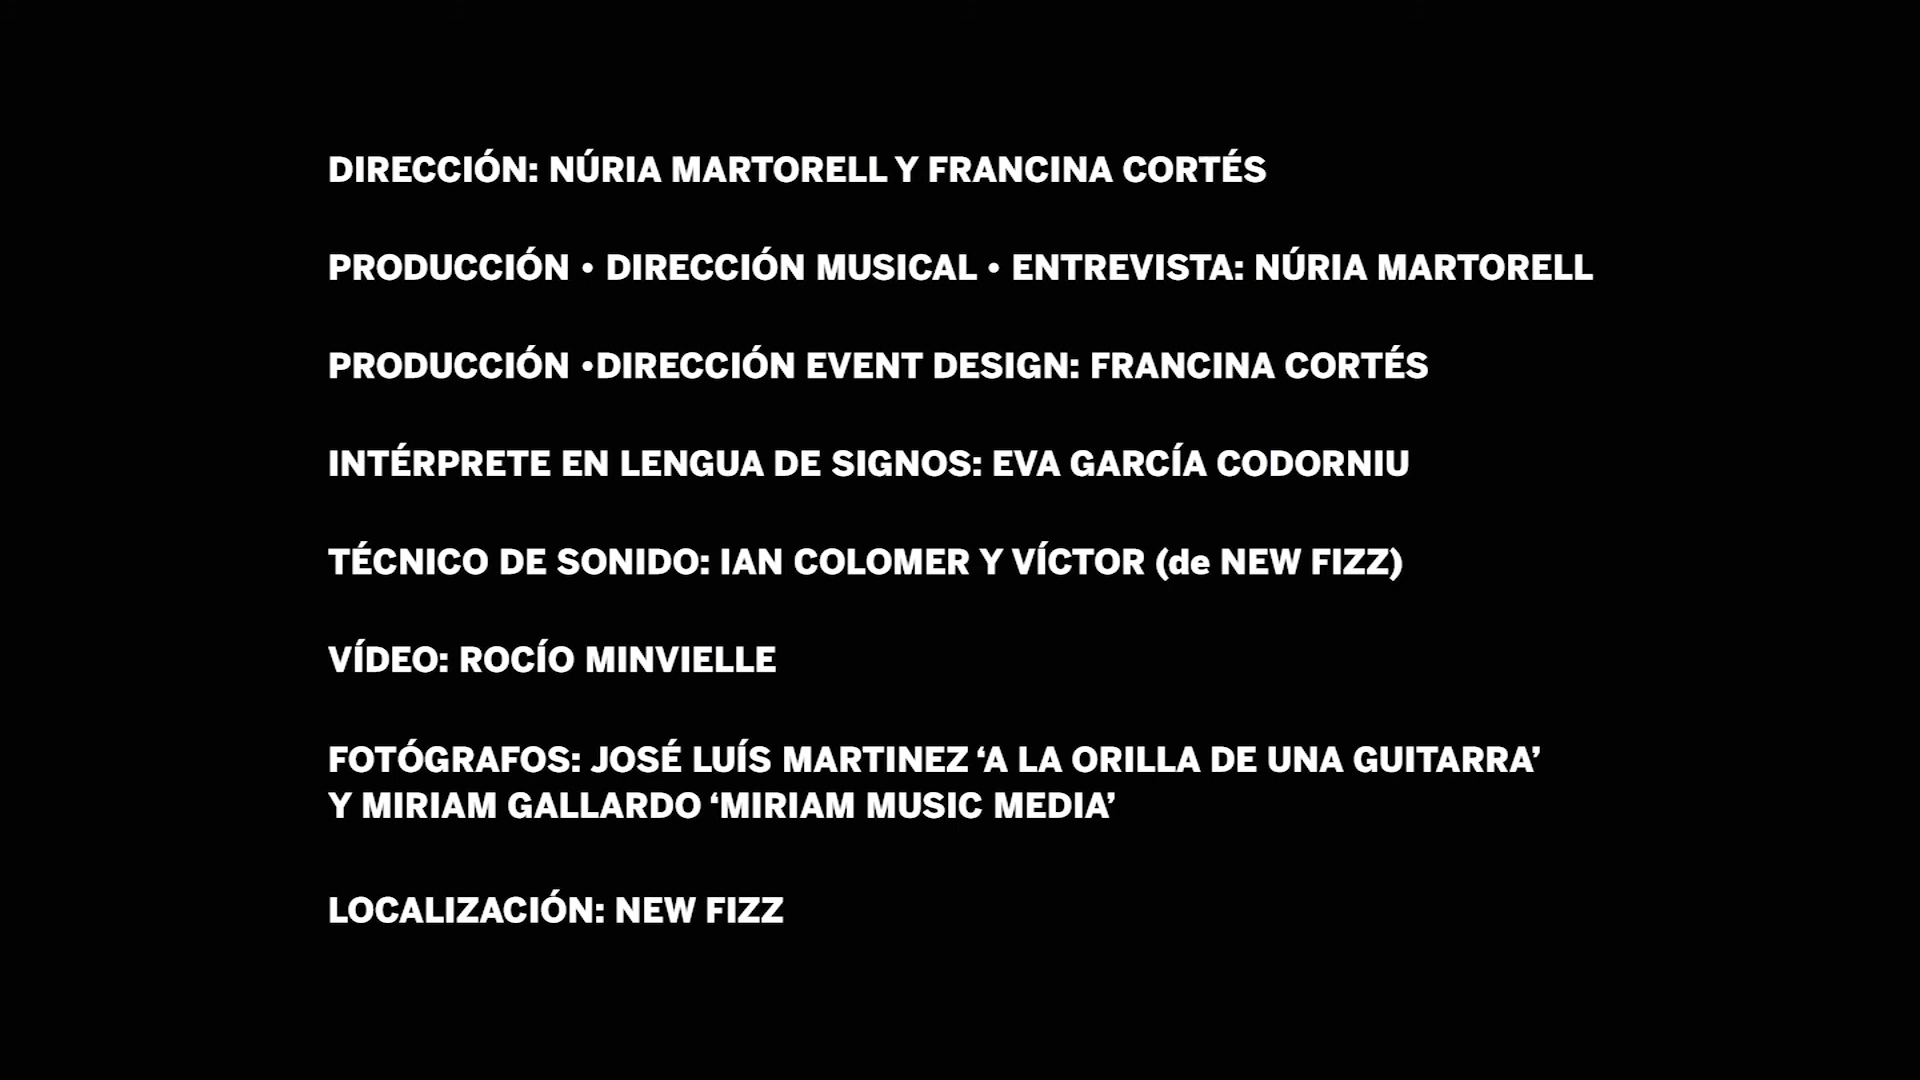 DIRECCIÓN: NÚRIA MARTORELL Y FRANCINA CORTÉS
PRODUCCIÓN • DIRECCIÓN MUSICAL • ENTREVISTA: NÚRIA MARTORELL
PRODUCCIÓN •DIRECCIÓN EVENT DESIGN: FRANCINA CORTÉS
INTÉRPRETE EN LENGUA DE SIGNOS: EVA GARCÍA CODORNIU
TÉCNICO DE SONIDO: IAN COLOMER Y VÍCTOR (de NEW FIZZ)
VÍDEO: ROCÍO MINVIELLE
FOTÓGRAFOS: JOSÉ LUÍS MARTINEZ ‘A LA ORILLA DE UNA GUITARRA’
Y MIRIAM GALLARDO ‘MIRIAM MUSIC MEDIA’
LOCALIZACIÓN: NEW FIZZ